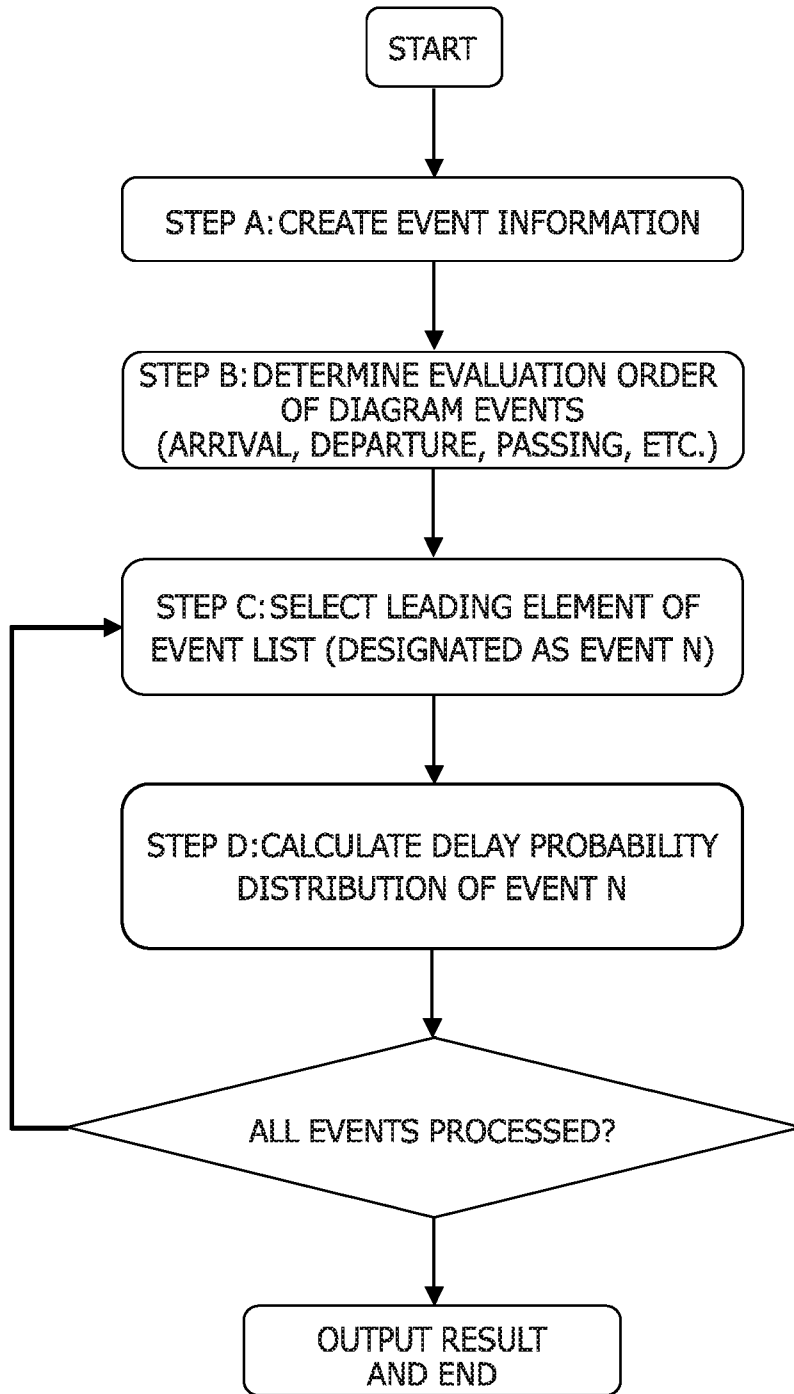 START
STEP A:CREATE EVENT INFORMATION
STEP B:DETERMINE EVALUATION ORDER
OF DIAGRAM EVENTS
(ARRIVAL, DEPARTURE, PASSING, ETC.)
STEP C:SELECT LEADING ELEMENT OF
EVENT LIST (DESIGNATED AS EVENT N)
STEP D:CALCULATE DELAY PROBABILITY
DISTRIBUTION OF EVENT N
ALL EVENTS PROCESSED?
OUTPUT RESULT
AND END